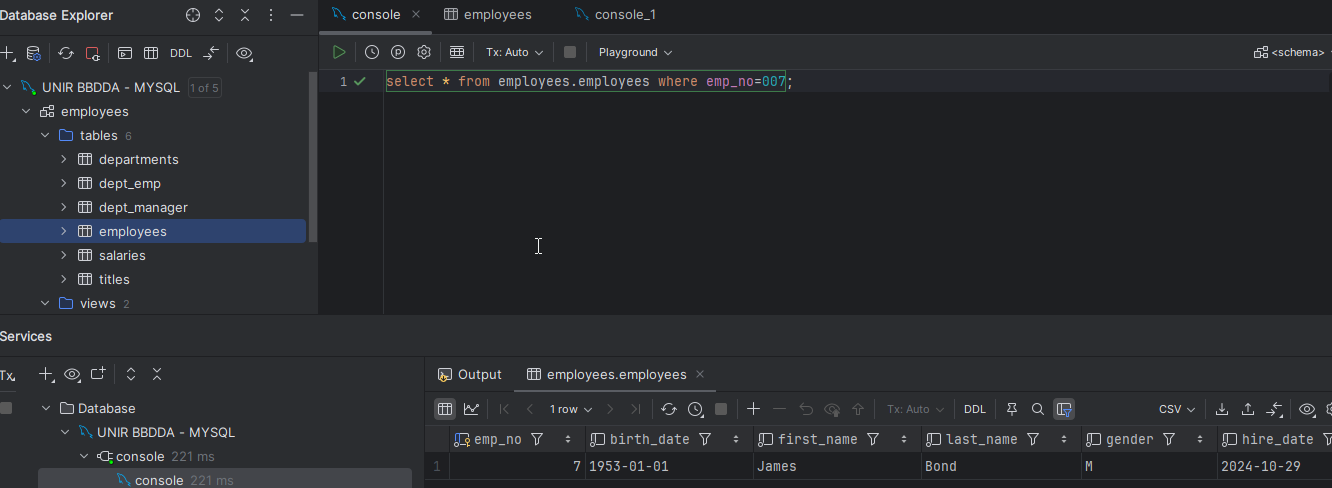 Database Explorer
console
employees
console_1
DDL
Tx: Auto
Playground
<schema>
UNIR BBDDA - MYSQL 1 of 5
employees
tables 6
departments
dept_emp
dept_manager
employees
salaries
titles
views 2
1 select * from employees.employees where emp_no=007;
Services
Tx
Database
UNIR BBDDA - MYSQL
console 221 ms
console 221 ms
Output
employees.employees
1 row
Tx: Auto
DDL
CSV
emp_no birth_date first_name last_name gender hire_date
1 7 1953-01-01 James Bond M 2024-10-29